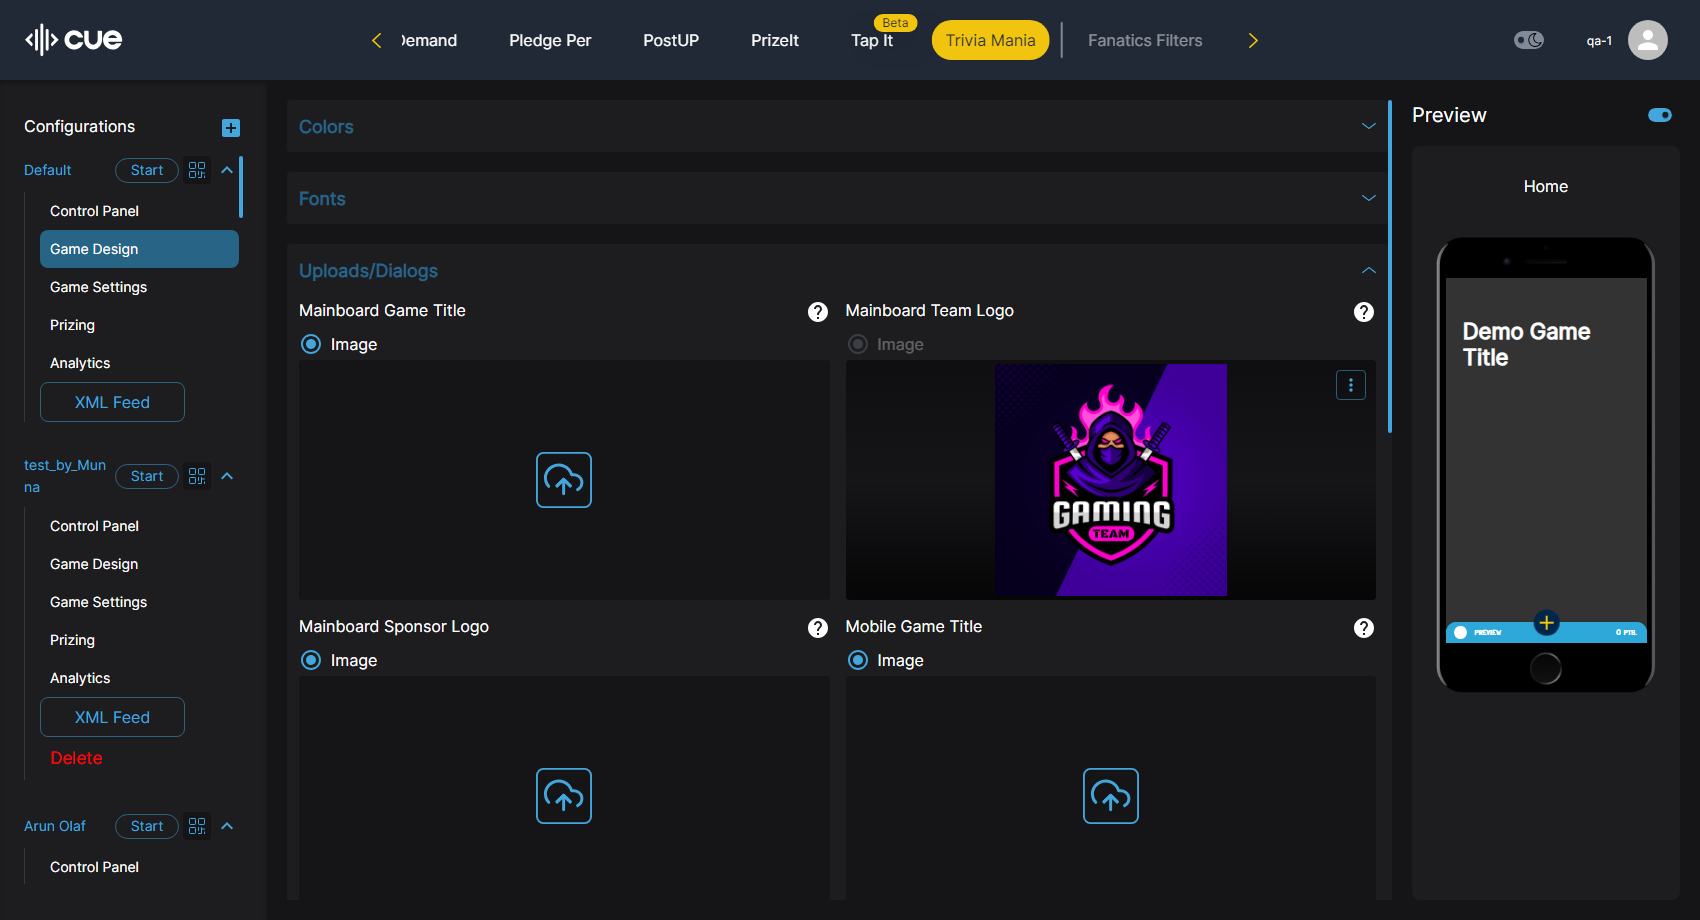 cue
Demand
Pledge Per
PostUP
PrizeIt
Tap It
Beta
Trivia Mania
Fanatics Filters
qa-1
Configurations
Default
Start
Control Panel
Game Design
Game Settings
Prizing
Analytics
XML Feed
test_by_Mun
na
Start
Control Panel
Game Design
Game Settings
Prizing
Analytics
XML Feed
Delete
Arun Olaf
Start
Control Panel
Colors
Fonts
Uploads/Dialogs
Mainboard Game Title
?
Image
Mainboard Team Logo
?
Image
GAMING
TEAM
Mainboard Sponsor Logo
?
Image
Mobile Game Title
?
Image
Preview
Home
Demo Game
Title
PREVIEW
0 PTS.